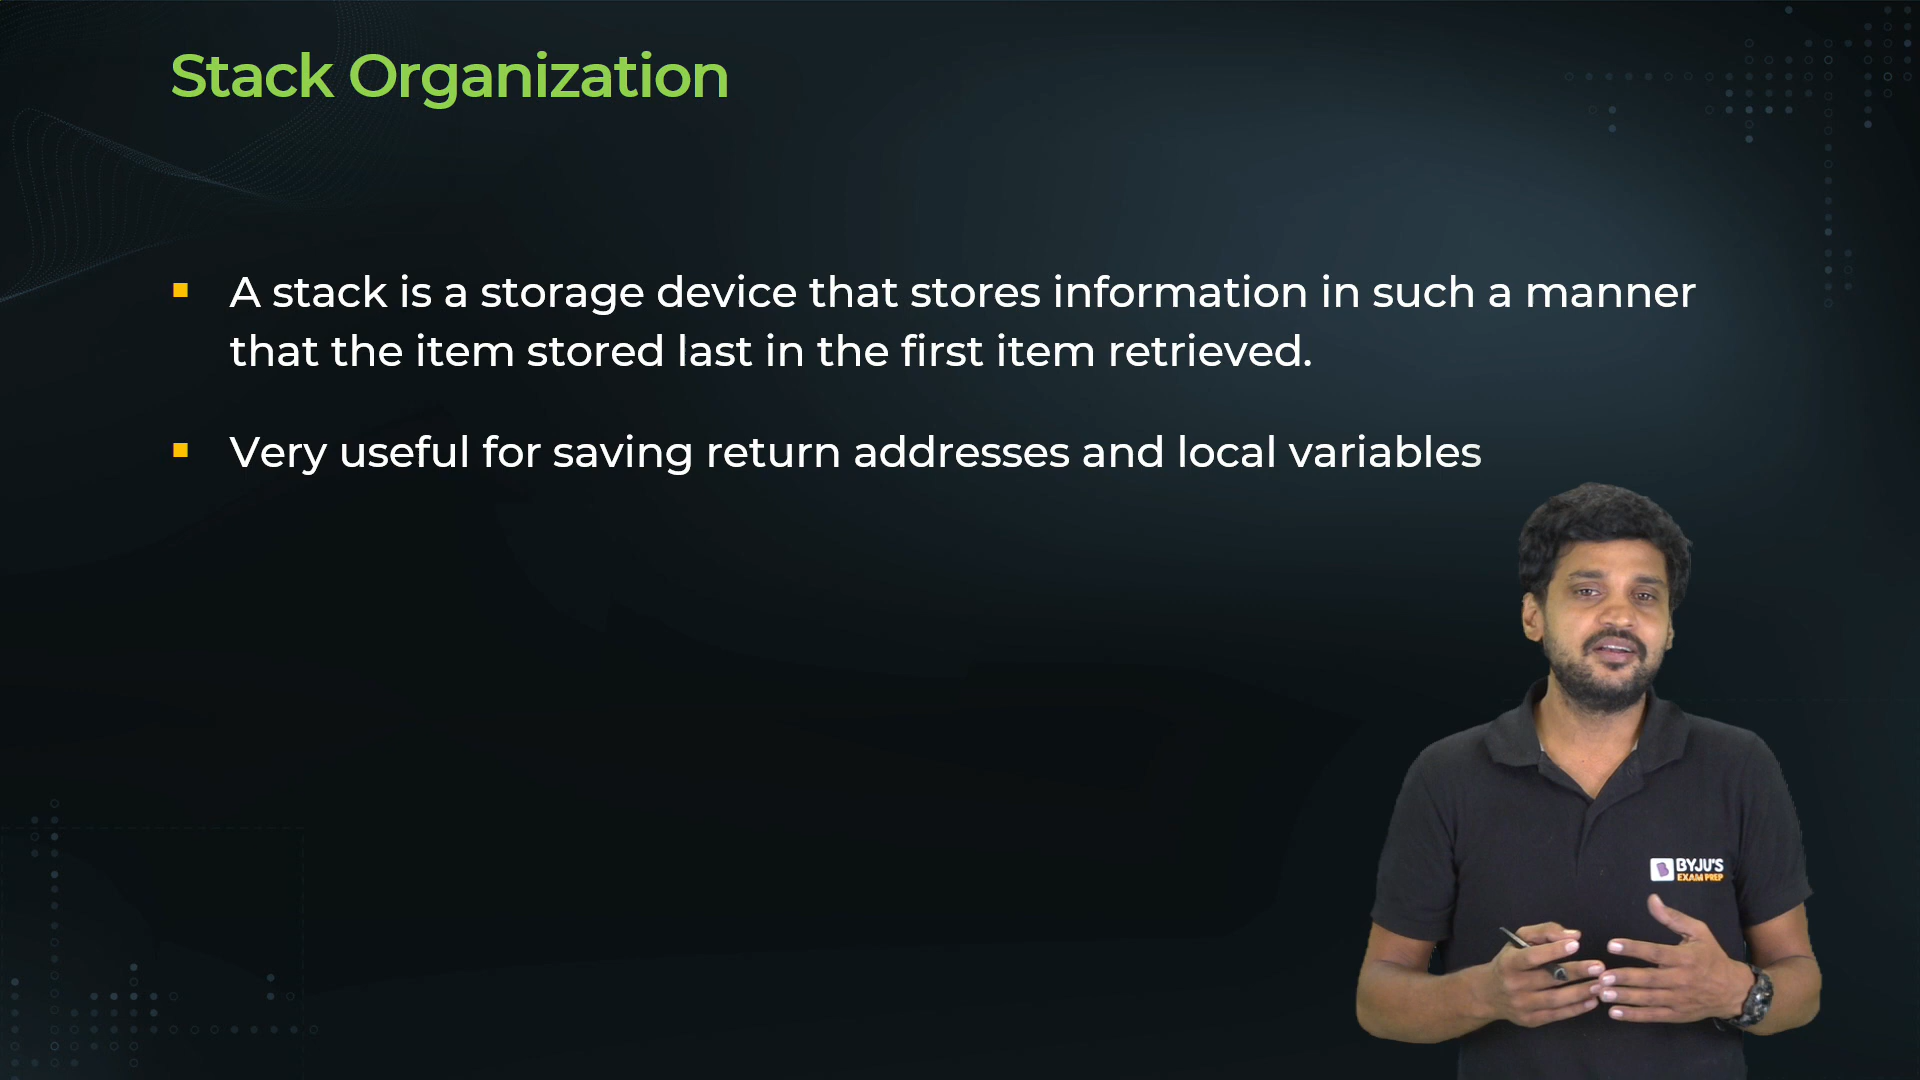 Stack Organization
A stack is a storage device that stores information in such a manner
that the item stored last in the first item retrieved.
Very useful for saving return addresses and local variables
BYJU'S
EXAM PREP